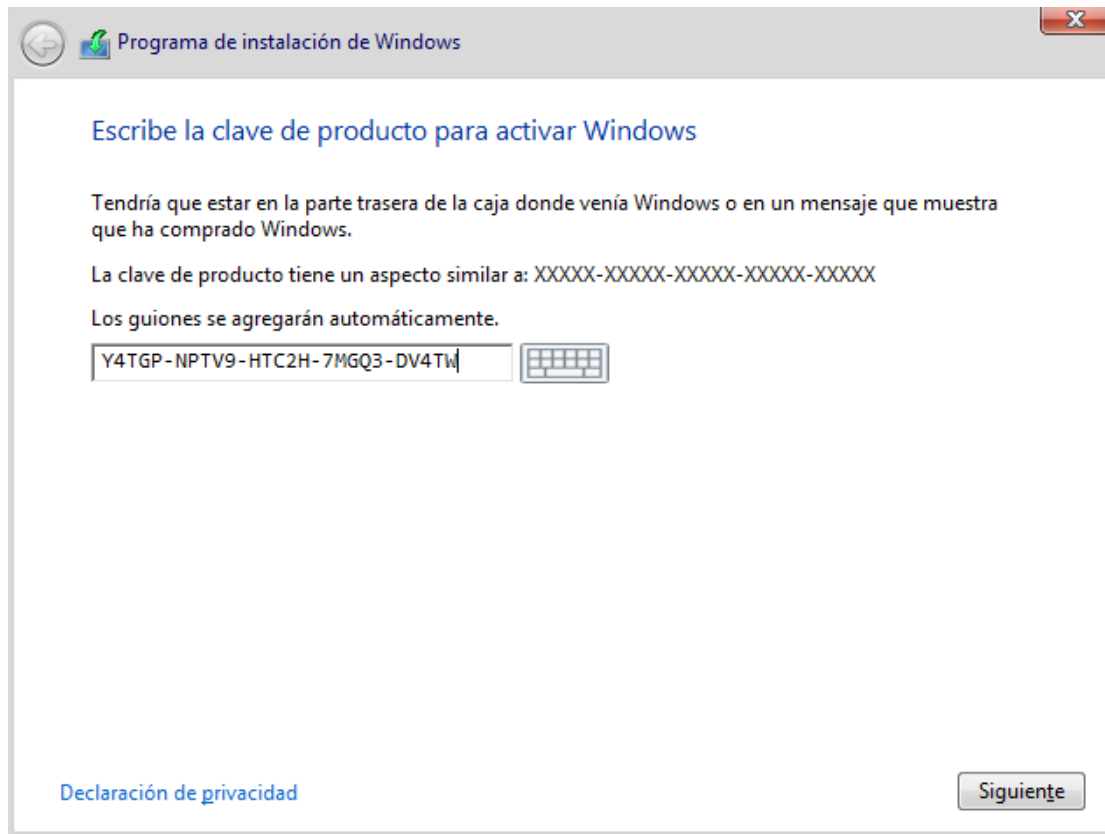 Programa de instalación de Windows
Escribe la clave de producto para activar Windows
Tendría que estar en la parte trasera de la caja donde venía Windows o en un mensaje que muestra
que ha comprado Windows.
La clave de producto tiene un aspecto similar a: XXXXX-XXXXX-XXXXX-XXXXX-XXXXX
Los guiones se agregarán automáticamente.
Y4TGP-NPTV9-HTC2H-7MGQ3-DV4TW
Declaración de privacidad
Siguiente